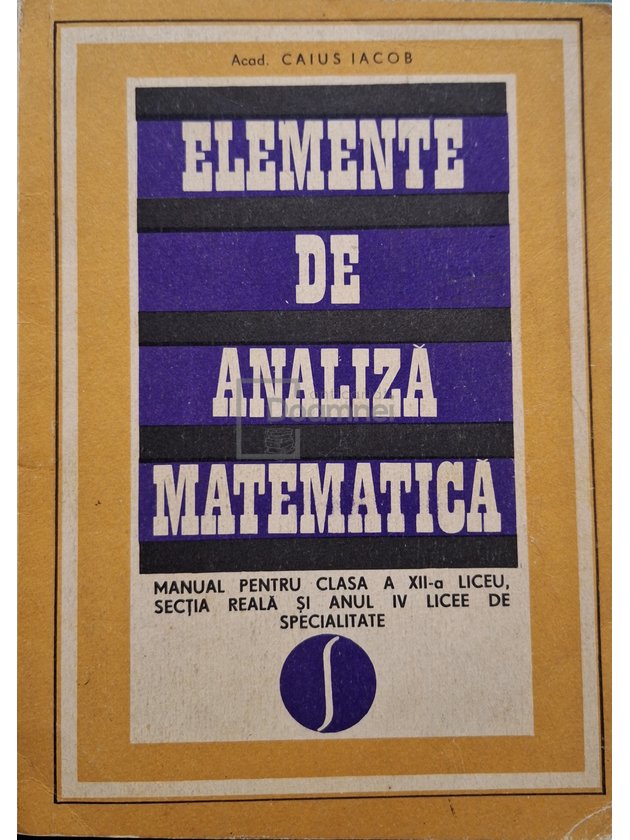 Acad. CAIUS IACOB
ELEMENTE
DE
ANALIZĂ
MATEMATICĂ
MANUAL PENTRU CLASA A XII-a LICEU,
SECȚIA REALĂ ȘI ANUL IV LICEE DE
SPECIALITATE
∫